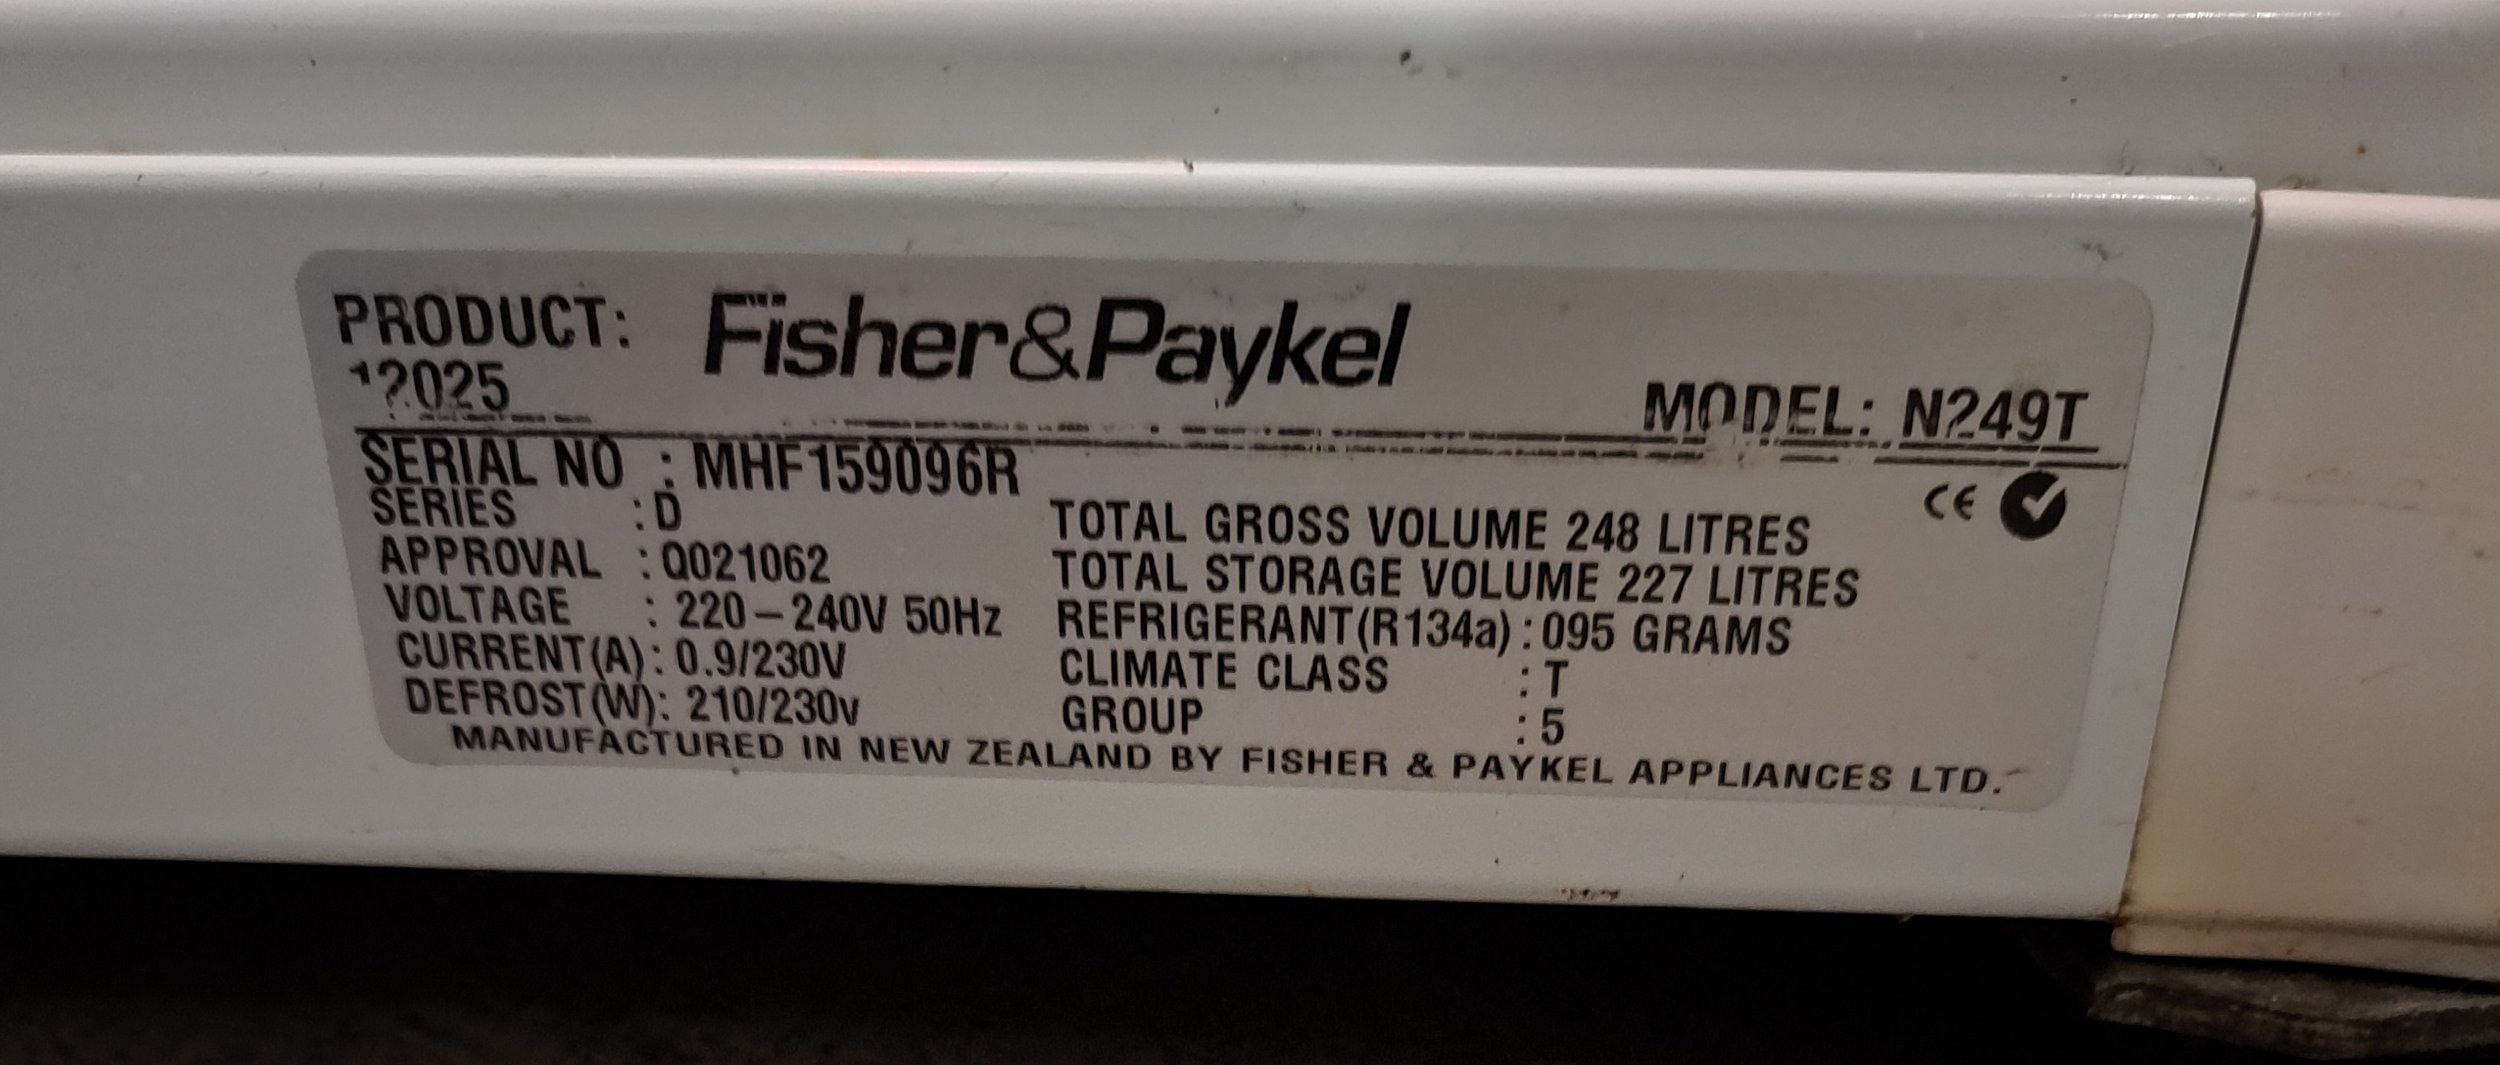 PRODUCT: Fisher&Paykel
12025 MODEL: N249T
SERIAL NO : MHF159096R
SERIES : D
APPROVAL : Q021062
VOLTAGE : 220-240V 50Hz
CURRENT(A): 0.9/230V
DEFROST(W): 210/230v
CE
TOTAL GROSS VOLUME 248 LITRES
TOTAL STORAGE VOLUME 227 LITRES
REFRIGERANT(R134a) : 095 GRAMS
CLIMATE CLASS : T
GROUP : 5
MANUFACTURED IN NEW ZEALAND BY FISHER & PAYKEL APPLIANCES LTD.